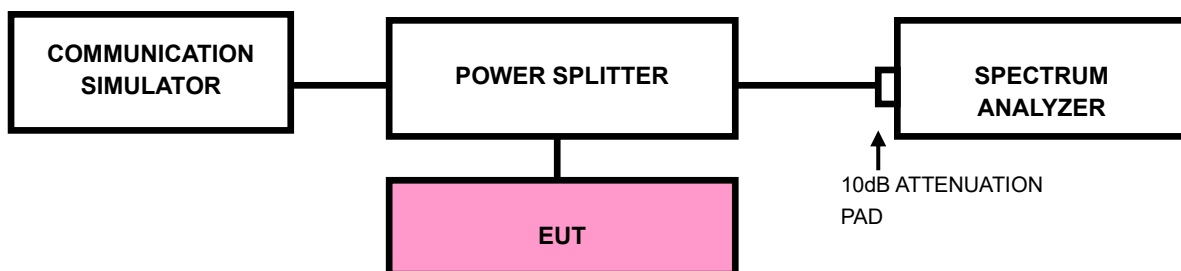 COMMUNICATION
SIMULATOR
POWER SPLITTER
SPECTRUM
ANALYZER
10dB ATTENUATION
PAD
EUT